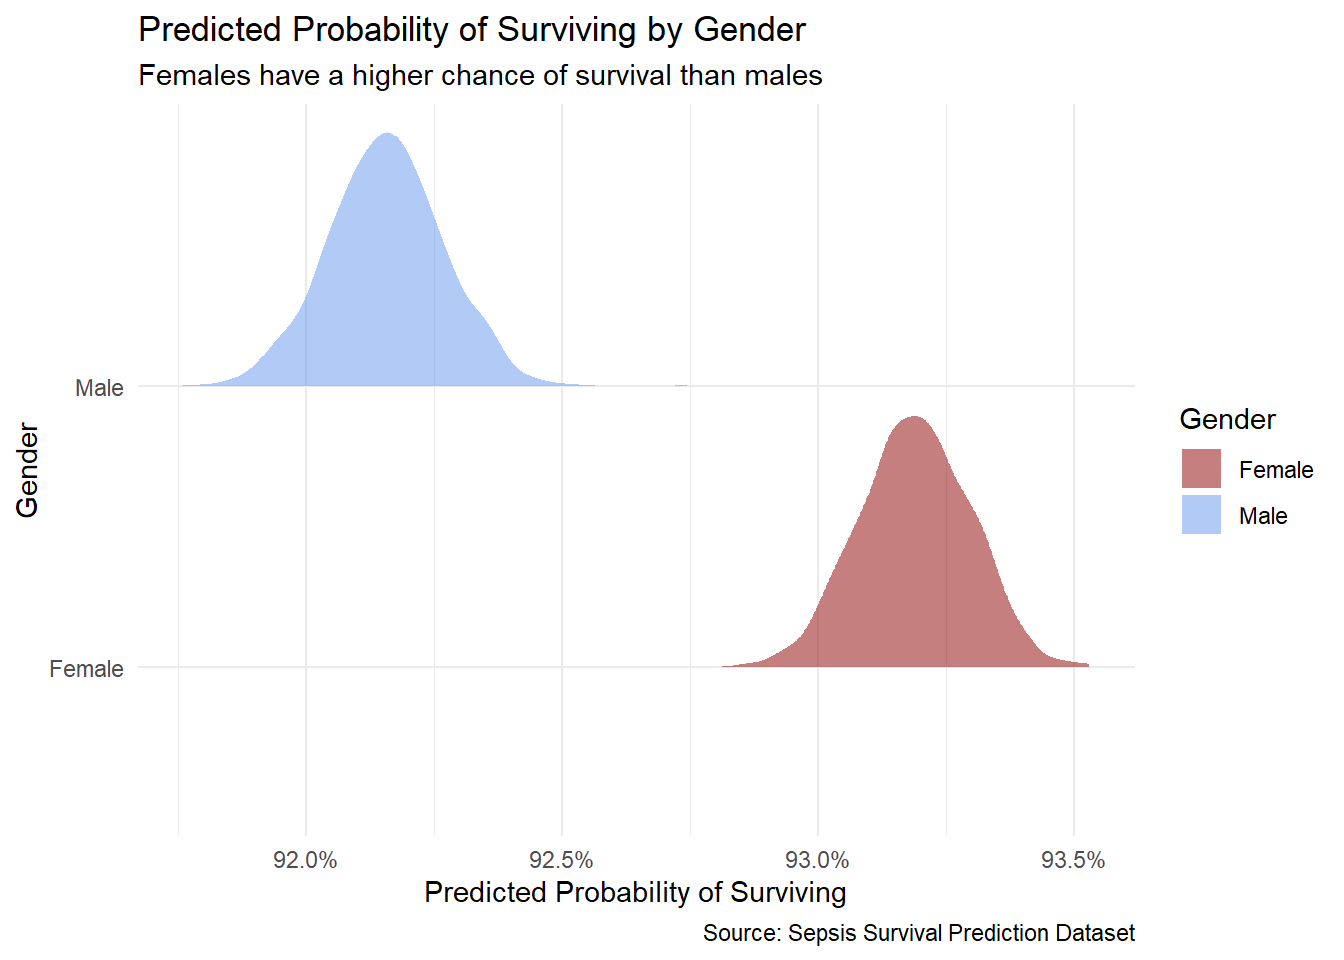 Predicted Probability of Surviving by Gender
Females have a higher chance of survival than males
Male
Female
Gender
92.0%
92.5%
93.0%
93.5%
Predicted Probability of Surviving
Gender
Female
Male
Source: Sepsis Survival Prediction Dataset